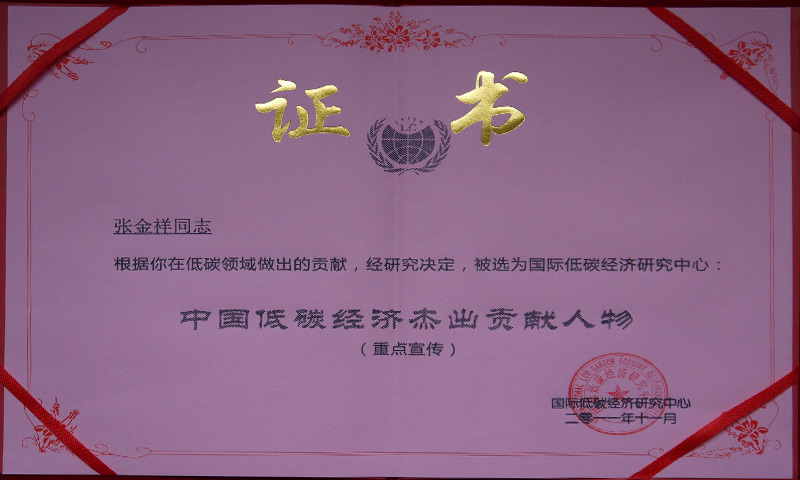 证书
L.C
张金祥同志
根据你在低碳领域做出的贡献，经研究决定，被选为国际低碳经济研究中心：
中国低碳经济杰出贡献人物
（重点宣传）
国际低碳经济研究中心
二零一一年十一月